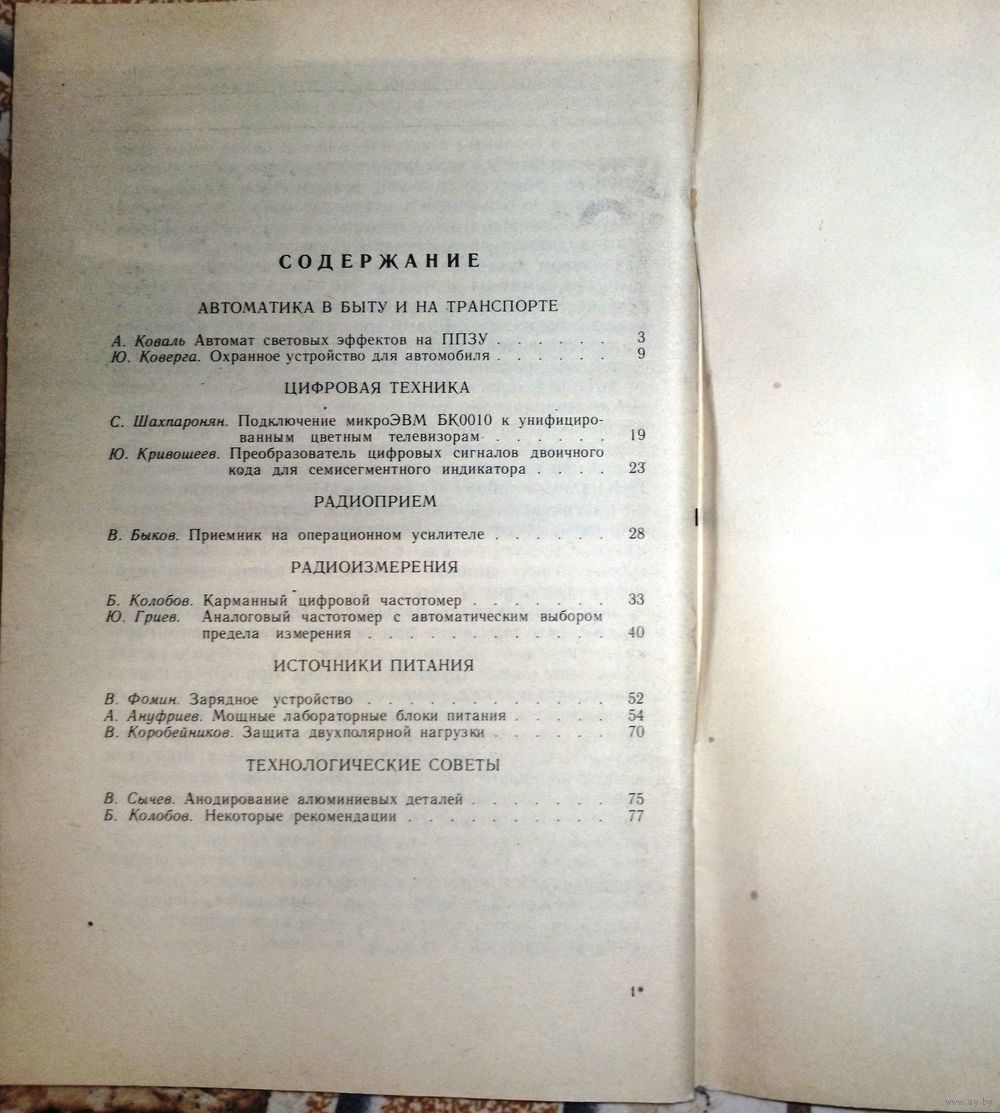 СОДЕРЖАНИЕ
АВТОМАТИКА В БЫТУ И НА ТРАНСПОРТЕ
А. Коваль Автомат световых эффектов на ППЗУ . . . . . . 3
Ю. Коверга. Охранное устройство для автомобиля . . . . . . 9
ЦИФРОВАЯ ТЕХНИКА
С. Шахпаронян. Подключение микроЭВМ БК0010 к унифициро-
ванным цветным телевизорам . . . . . . 19
Ю. Кривошеев. Преобразователь цифровых сигналов двоичного
кода для семисегментного индикатора . . . . 23
РАДИОПРИЕМ
В. Быков. Приемник на операционном усилителе . . . . . . 28
РАДИОИЗМЕРЕНИЯ
Б. Колобов. Карманный цифровой частотомер . . . . . . . 33
Ю. Гриев. Аналоговый частотомер с автоматическим выбором
предела измерения . . . . . . . . . . . . 40
ИСТОЧНИКИ ПИТАНИЯ
В. Фомин. Зарядное устройство . . . . . . . . . . . . 52
А. Ануфриев. Мощные лабораторные блоки питания . . . . . 54
В. Коробейников. Защита двухполярной нагрузки . . . . . . 70
ТЕХНОЛОГИЧЕСКИЕ СОВЕТЫ
В. Сычев. Анодирование алюминиевых деталей . . . . . . . 75
Б. Колобов. Некоторые рекомендации . . . . . . . . . . 77
1*
www.ay.by